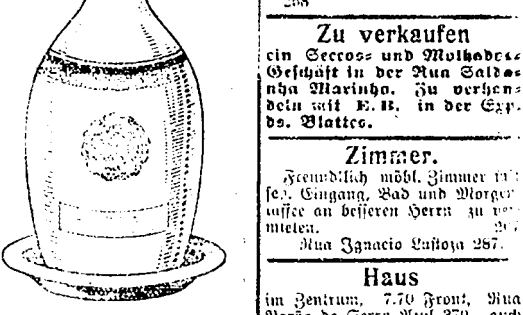 268
Zu verkaufen
ein Seccos- und Molhados-
Geschäft in der Rua Salda-
nha Marinho. Zu verhan-
deln mit E. B. in der Exp.
ds. Blattes.
Zimmer.
Freundlich möbl. Zimmer mit
sep. Eingang, Bad und Morgen-
kaffee an besseren Herrn zu ver-
mieten.
Rua Ignacio Lustoza 287.
Haus
im Zentrum, 7.70 Front, Rua